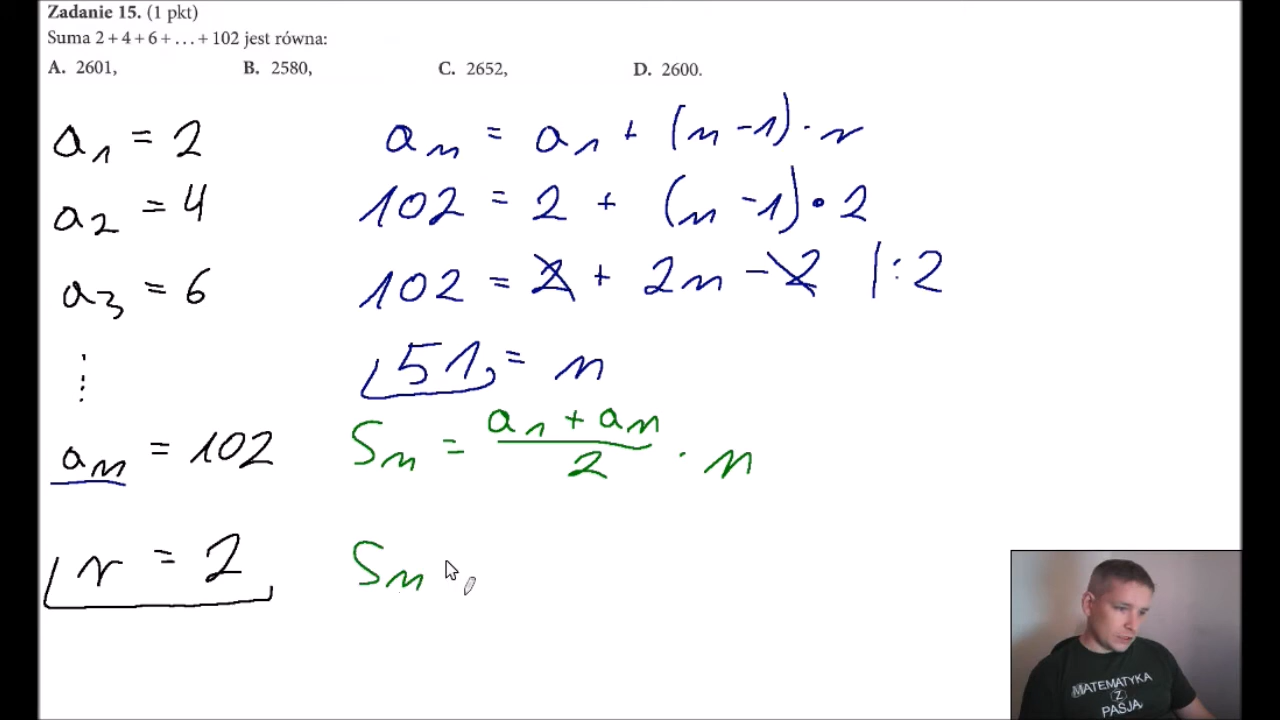 Zadanie 15. (1 pkt)
Suma 2 + 4 + 6 + … + 102 jest równa:
A. 2601, B. 2580, C. 2652, D. 2600.
a₁ = 2
a₂ = 4
a₃ = 6
⋮
aₙ = 102
r = 2
aₙ = a₁ + (n - 1) · r
102 = 2 + (n - 1) · 2
102 = 2 + 2n - 2 |: 2
51 = n
Sₙ = (a₁ + aₙ)/2 · n
Sₙ
MATEMATYKA
Z
PASJĄ